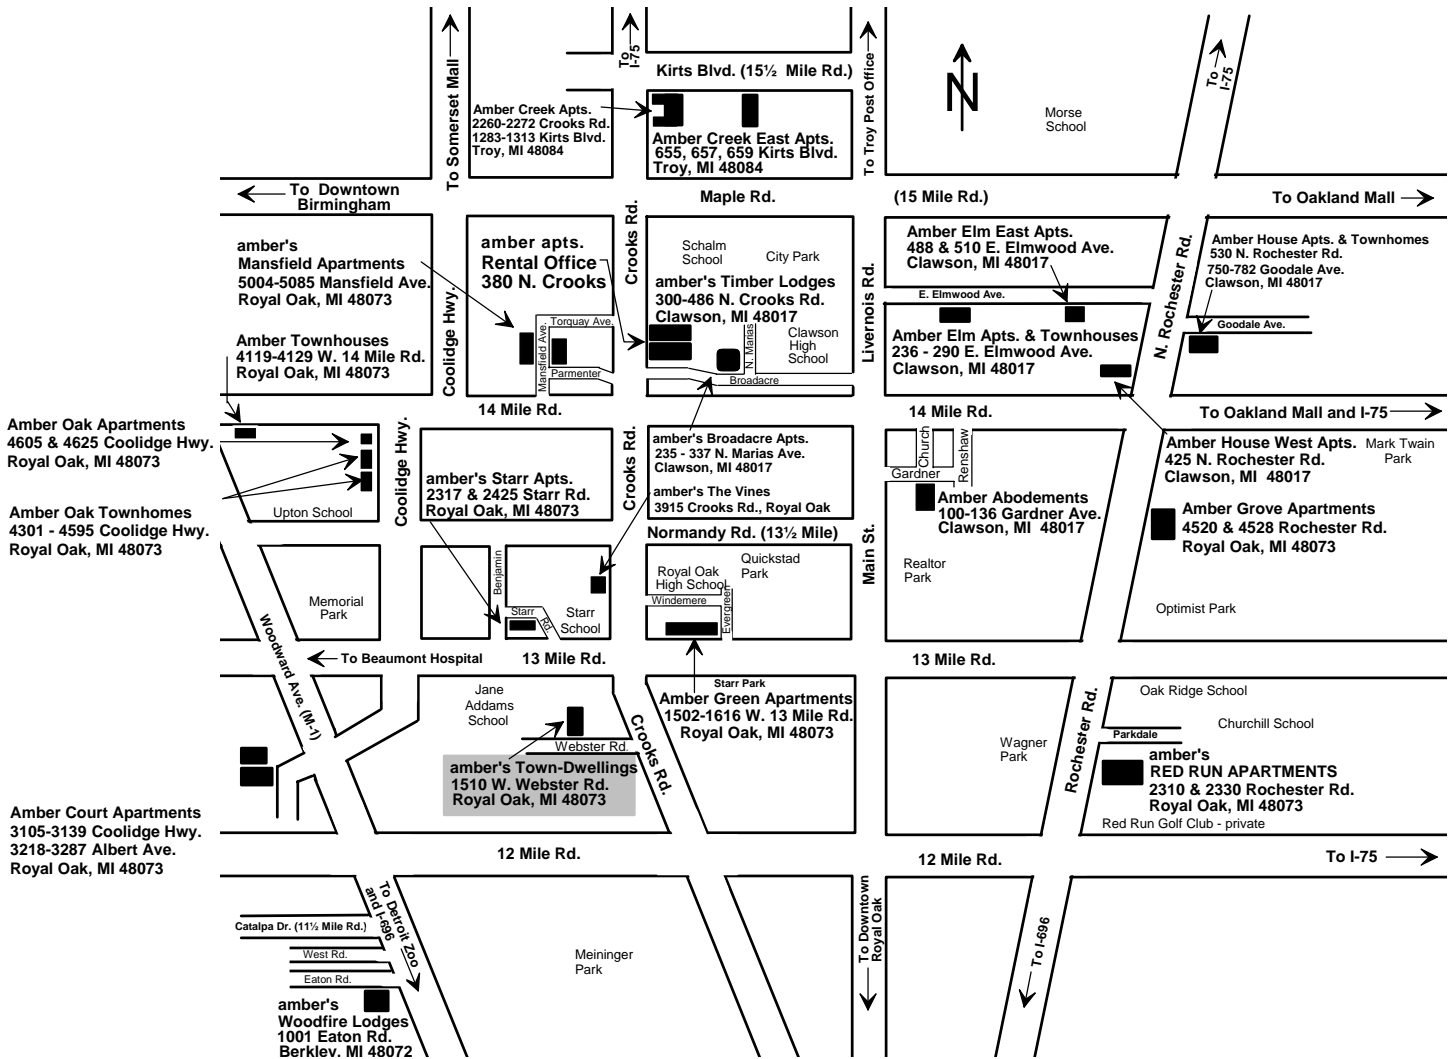 To I-75
To Somerset Mall
To Troy Post Office
To I-75
Kirts Blvd. (15½ Mile Rd.)
N
Morse
School
Amber Creek Apts.
2260-2272 Crooks Rd.
1283-1313 Kirts Blvd.
Troy, MI 48084
Amber Creek East Apts.
655, 657, 659 Kirts Blvd.
Troy, MI 48084
To Downtown
Birmingham
Maple Rd.
(15 Mile Rd.)
To Oakland Mall
amber's
Mansfield Apartments
5004-5085 Mansfield Ave.
Royal Oak, MI 48073
Coolidge Hwy.
amber apts.
Rental Office
380 N. Crooks
Crooks Rd.
Schalm
School
City Park
amber's Timber Lodges
300-486 N. Crooks Rd.
Clawson, MI 48017
Livernois Rd.
Amber Elm East Apts.
488 & 510 E. Elmwood Ave.
Clawson, MI 48017
N. Rochester Rd.
Amber House Apts. & Townhomes
530 N. Rochester Rd.
750-782 Goodale Ave.
Clawson, MI 48017
E. Elmwood Ave.
Amber Townhouses
4119-4129 W. 14 Mile Rd.
Royal Oak, MI 48073
Torquay Ave.
Mansfield Ave.
Parmenter
N. Marias
Clawson
High
School
Broadacre
Amber Elm Apts. & Townhouses
236 - 290 E. Elmwood Ave.
Clawson, MI 48017
Goodale Ave.
14 Mile Rd.
14 Mile Rd.
To Oakland Mall and I-75
Amber Oak Apartments
4605 & 4625 Coolidge Hwy.
Royal Oak, MI 48073
Coolidge Hwy.
amber's Starr Apts.
2317 & 2425 Starr Rd.
Royal Oak, MI 48073
Crooks Rd.
amber's Broadacre Apts.
235 - 337 N. Marias Ave.
Clawson, MI 48017
amber's The Vines
3915 Crooks Rd., Royal Oak
Church
Renshaw
Gardner
Amber House West Apts.
425 N. Rochester Rd.
Clawson, MI 48017
Mark Twain
Park
Amber Abodements
100-136 Gardner Ave.
Clawson, MI 48017
Amber Grove Apartments
4520 & 4528 Rochester Rd.
Royal Oak, MI 48073
Amber Oak Townhomes
4301 - 4595 Coolidge Hwy.
Royal Oak, MI 48073
Upton School
Normandy Rd. (13½ Mile)
Main St.
Memorial
Park
Benjamin
Starr
Rd.
Starr
School
Royal Oak
High School
Windemere
Evergreen
Quickstad
Park
Realtor
Park
Optimist Park
Woodward Ave. (M-1)
To Beaumont Hospital
13 Mile Rd.
13 Mile Rd.
Jane
Addams
School
Starr Park
Amber Green Apartments
1502-1616 W. 13 Mile Rd.
Royal Oak, MI 48073
Crooks Rd.
Webster Rd.
amber's Town-Dwellings
1510 W. Webster Rd.
Royal Oak, MI 48073
Wagner
Park
Rochester Rd.
Oak Ridge School
Churchill School
Parkdale
amber's
RED RUN APARTMENTS
2310 & 2330 Rochester Rd.
Royal Oak, MI 48073
Red Run Golf Club - private
Amber Court Apartments
3105-3139 Coolidge Hwy.
3218-3287 Albert Ave.
Royal Oak, MI 48073
12 Mile Rd.
12 Mile Rd.
To I-75
To Detroit Zoo
and I-696
Catalpa Dr. (11½ Mile Rd.)
West Rd.
Eaton Rd.
Meininger
Park
To Downtown
Royal Oak
To I-696
amber's
Woodfire Lodges
1001 Eaton Rd.
Berkley, MI 48072